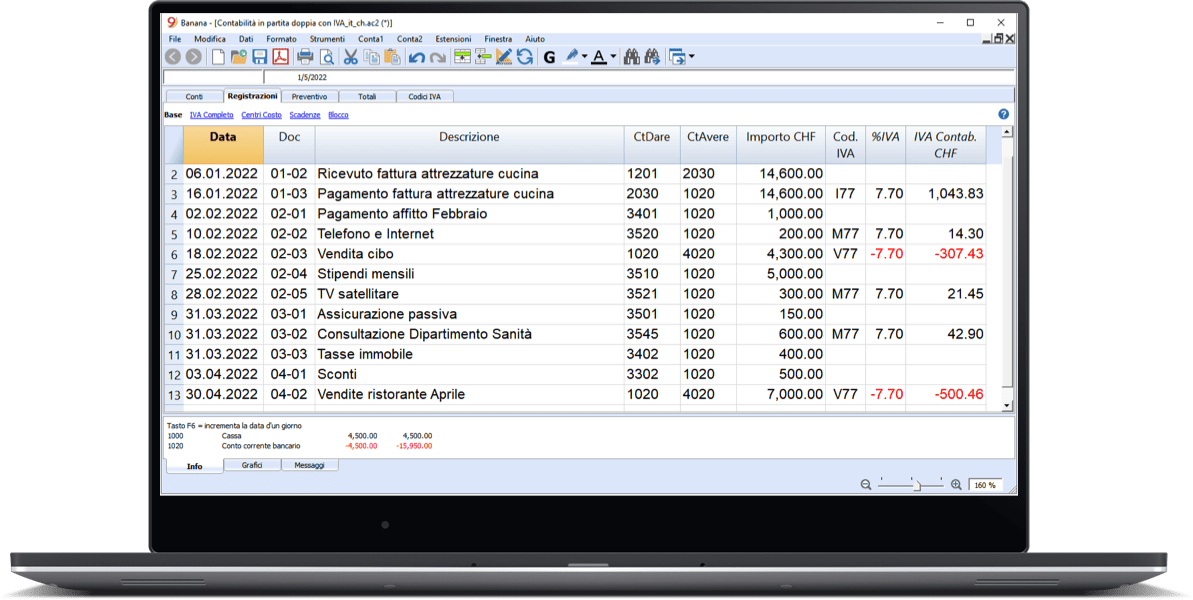 Banana - [Contabilità in partita doppia con IVA_it_ch.ac2 (*)]
File Modifica Dati Formato Strumenti Conta1 Conta2 Estensioni Finestra Aiuto
G A
1/5/2022
Conti Registrazioni Preventivo Totali Codici IVA
Base IVA Completo Centri Costo Scadenze Blocco ?
Data Doc Descrizione CtDare CtAvere Importo CHF Cod. IVA %IVA IVA Contab. CHF
2 06.01.2022 01-02 Ricevuto fattura attrezzature cucina 1201 2030 14,600.00
3 16.01.2022 01-03 Pagamento fattura attrezzature cucina 2030 1020 14,600.00 I77 7.70 1,043.83
4 02.02.2022 02-01 Pagamento affitto Febbraio 3401 1020 1,000.00
5 10.02.2022 02-02 Telefono e Internet 3520 1020 200.00 M77 7.70 14.30
6 18.02.2022 02-03 Vendita cibo 1020 4020 4,300.00 V77 -7.70 -307.43
7 25.02.2022 02-04 Stipendi mensili 3510 1020 5,000.00
8 28.02.2022 02-05 TV satellitare 3521 1020 300.00 M77 7.70 21.45
9 31.03.2022 03-01 Assicurazione passiva 3501 1020 150.00
10 31.03.2022 03-02 Consultazione Dipartimento Sanità 3545 1020 600.00 M77 7.70 42.90
11 31.03.2022 03-03 Tasse immobile 3402 1020 400.00
12 03.04.2022 04-01 Sconti 3302 1020 500.00
13 30.04.2022 04-02 Vendite ristorante Aprile 1020 4020 7,000.00 V77 -7.70 -500.46
Tasto F6 = incrementa la data d'un giorno
1000 Cassa 4,500.00 4,500.00
1020 Conto corrente bancario -4,500.00 -15,950.00
Info Grafici Messaggi
160 %